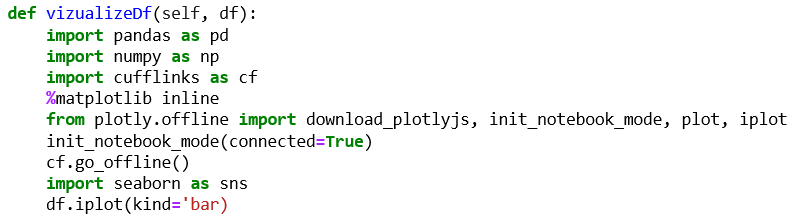 def vizualizeDf(self, df):
    import pandas as pd
    import numpy as np
    import cufflinks as cf
    %matplotlib inline
    from plotly.offline import download_plotlyjs, init_notebook_mode, plot, iplot
    init_notebook_mode(connected=True)
    cf.go_offline()
    import seaborn as sns
    df.iplot(kind='bar)